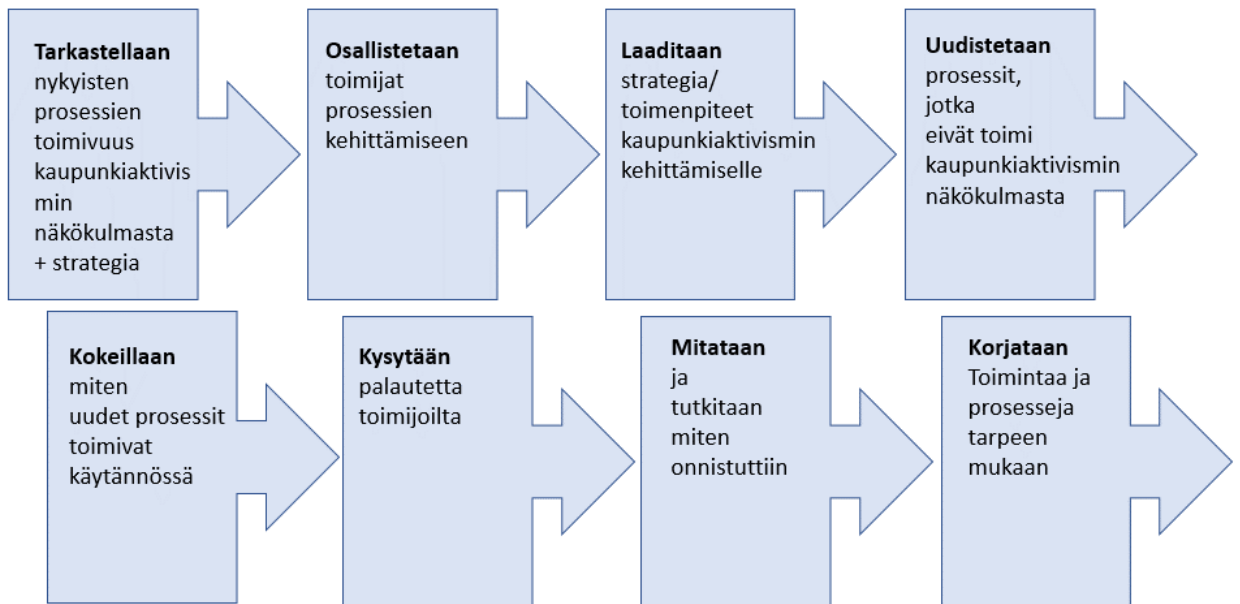 Tarkastellaan
nykyisten
prosessien
toimivuus
kaupunkiaktivis
min
näkökulmasta
+ strategia
Osallistetaan
toimijat
prosessien
kehittämiseen
Laaditaan
strategia/
toimenpiteet
kaupunkiaktivismin
kehittämiselle
Uudistetaan
prosessit,
jotka
eivät toimi
kaupunkiaktivismin
näkökulmasta
Kokeillaan
miten
uudet prosessit
toimivat
käytännössä
Kysytään
palautetta
toimijoilta
Mitataan
ja
tutkitaan
miten
onnistuttiin
Korjataan
Toimintaa ja
prosesseja
tarpeen
mukaan